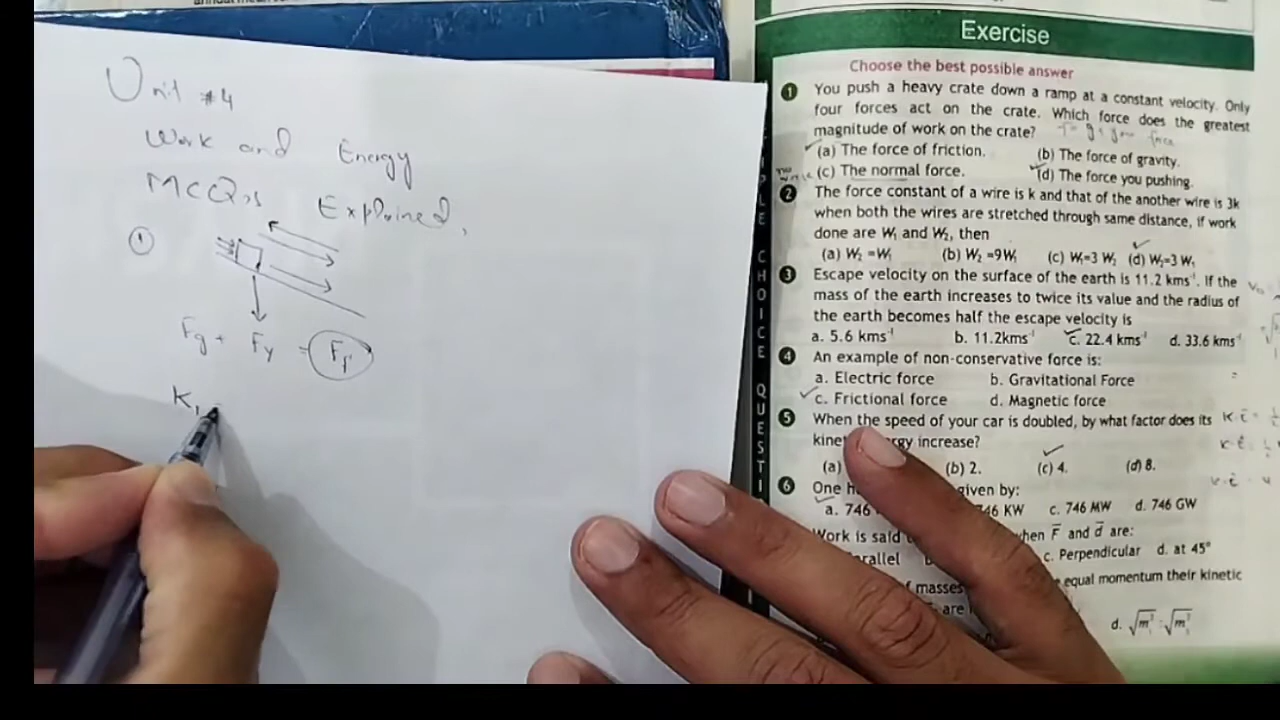 Unit #4
Work and Energy
MCQs Explained,
①
Fg + Fy = Ff
K1
Exercise
Choose the best possible answer
1 You push a heavy crate down a ramp at a constant velocity. Only
four forces act on the crate. Which force does the greatest
magnitude of work on the crate?
(a) The force of friction. (b) The force of gravity.
(c) The normal force. (d) The force you pushing.
2 The force constant of a wire is k and that of the another wire is 3k
when both the wires are stretched through same distance, if work
done are W₁ and W₂, then
(a) W₂ =W₁ (b) W₂ =9W₁ (c) W₁=3 W₂ (d) W₂=3 W₁
3 Escape velocity on the surface of the earth is 11.2 kms⁻¹. If the
mass of the earth increases to twice its value and the radius of
the earth becomes half the escape velocity is
a. 5.6 kms⁻¹ b. 11.2kms⁻¹ c. 22.4 kms⁻¹ d. 33.6 kms⁻¹
4 An example of non-conservative force is:
a. Electric force b. Gravitational Force
c. Frictional force d. Magnetic force
5 When the speed of your car is doubled, by what factor does its
increase?
(a) (b) 2. (c) 4. (d) 8.
6 One given by:
a. 746 KW c. 746 MW d. 746 GW
Work is said F and d are:
c. Perpendicular d. at 45°
of masses equal momentum their kinetic
are
d.
CHOICE